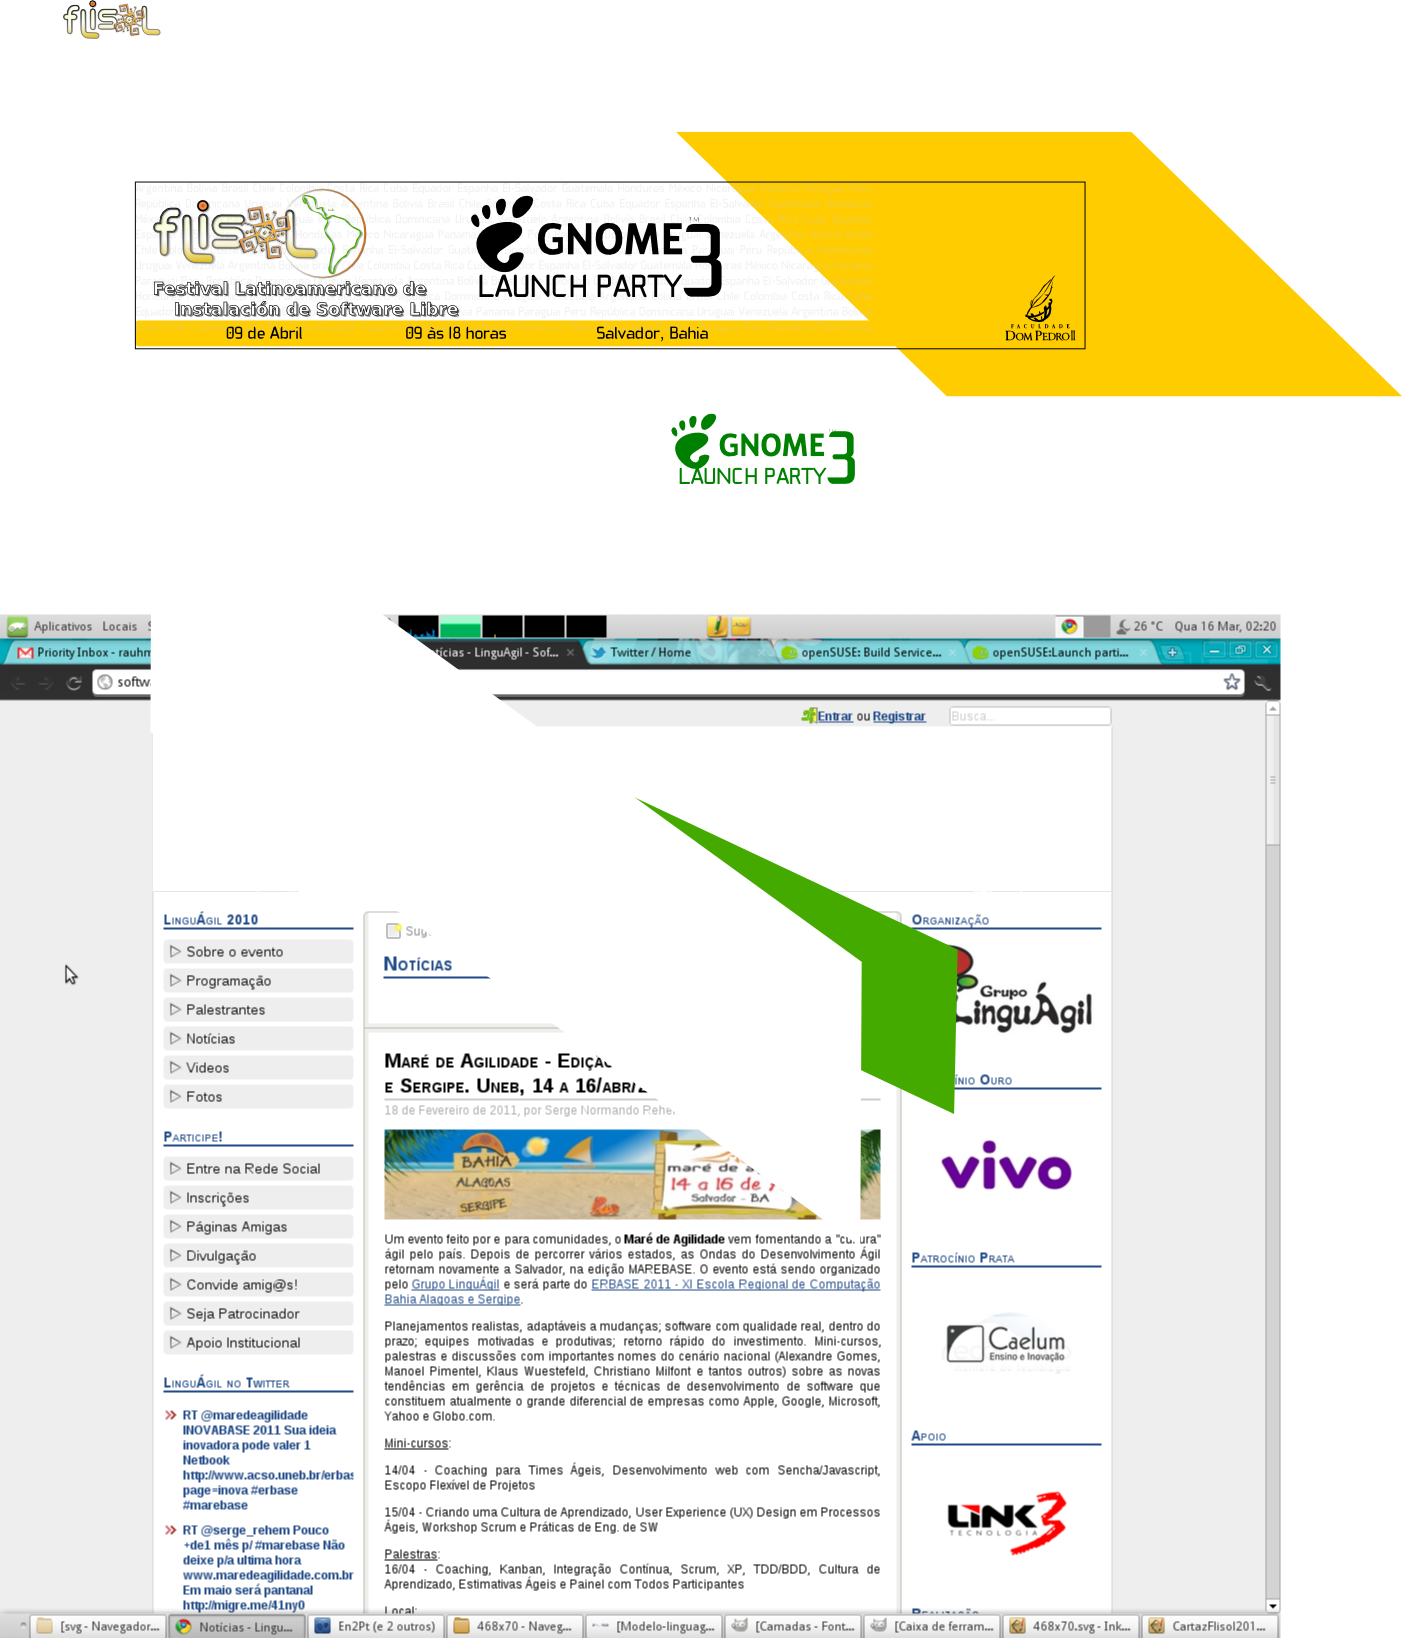 flisol
flisol
Festival Latinoamericano de
Instalación de Software Libre
GNOME 3
™
LAUNCH PARTY
09 de Abril 09 às 18 horas Salvador, Bahia
FACULDADE
DOM PEDRO II
GNOME 3
LAUNCH PARTY
Aplicativos Locais 26 °C Qua 16 Mar, 02:20
Priority Inbox - rauhm
tícias - LinguAgil - Sof...
Twitter / Home
openSUSE: Build Service...
openSUSE:Launch parti...
softw
Entrar ou Registrar
Busca...
LinguÁgil 2010
Sobre o evento
Programação
Palestrantes
Notícias
Videos
Fotos
Participe!
Entre na Rede Social
Inscrições
Páginas Amigas
Divulgação
Convide amig@s!
Seja Patrocinador
Apoio Institucional
LinguÁgil no Twitter
RT @maredeagilidade
INOVABASE 2011 Sua ideia
inovadora pode valer 1
Netbook
http://www.acso.uneb.br/erbas
page=inova #erbase
#marebase
RT @serge_rehem Pouco
+de1 mês p/ #marebase Não
deixe p/a ultima hora
www.maredeagilidade.com.br
Em maio será pantanal
http://migre.me/41ny0
Sug
Notícias
Maré de Agilidade - Ediçã
e Sergipe. Uneb, 14 a 16/abri
18 de Fevereiro de 2011, por Serge Normando Rehe
BAHIA
ALAGOAS
SERGIPE
maré de a
14 a 16 de
Salvador - BA
Um evento feito por e para comunidades, o Maré de Agilidade vem fomentando a "cultura"
ágil pelo país. Depois de percorrer vários estados, as Ondas do Desenvolvimento Ágil
retornam novamente a Salvador, na edição MAREBASE. O evento está sendo organizado
pelo Grupo LinguÁgil e será parte do ERBASE 2011 - XI Escola Regional de Computação
Bahia Alagoas e Sergipe.
Planejamentos realistas, adaptáveis a mudanças; software com qualidade real, dentro do
prazo; equipes motivadas e produtivas; retorno rápido do investimento. Mini-cursos,
palestras e discussões com importantes nomes do cenário nacional (Alexandre Gomes,
Manoel Pimentel, Klaus Wuestefeld, Christiano Milfont e tantos outros) sobre as novas
tendências em gerência de projetos e técnicas de desenvolvimento de software que
constituem atualmente o grande diferencial de empresas como Apple, Google, Microsoft,
Yahoo e Globo.com.
Mini-cursos:
14/04 - Coaching para Times Ágeis, Desenvolvimento web com Sencha/Javascript,
Escopo Flexível de Projetos
15/04 - Criando uma Cultura de Aprendizado, User Experience (UX) Design em Processos
Ágeis, Workshop Scrum e Práticas de Eng. de SW
Palestras:
16/04 - Coaching, Kanban, Integração Contínua, Scrum, XP, TDD/BDD, Cultura de
Aprendizado, Estimativas Ágeis e Painel com Todos Participantes
Local:
Organização
Grupo
LinguÁgil
ínio Ouro
vivo
Patrocínio Prata
Caelum
Ensino e Inovação
Apoio
LINK3
TECNOLOGIA
Realização
[svg - Navegador...
Notícias - Lingu...
En2Pt (e 2 outros)
468x70 - Naveg...
[Modelo-linguag...
[Camadas - Font...
[Caixa de ferram...
468x70.svg - Ink...
CartazFlisol201...